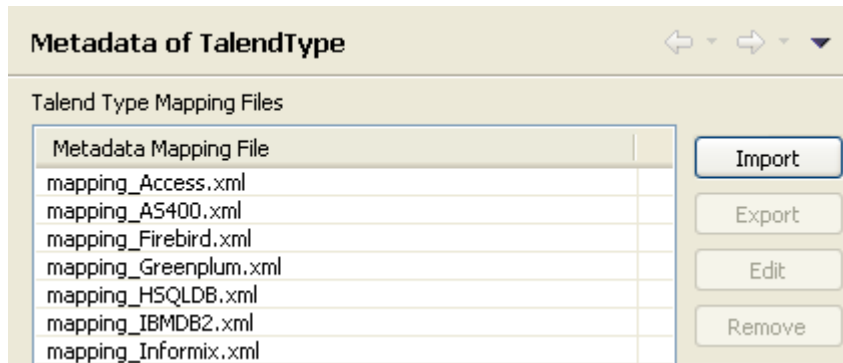 Metadata of TalendType
Talend Type Mapping Files
Metadata Mapping File
mapping_Access.xml
mapping_AS400.xml
mapping_Firebird.xml
mapping_Greenplum.xml
mapping_HSQLDB.xml
mapping_IBMDB2.xml
mapping_Informix.xml
Import
Export
Edit
Remove